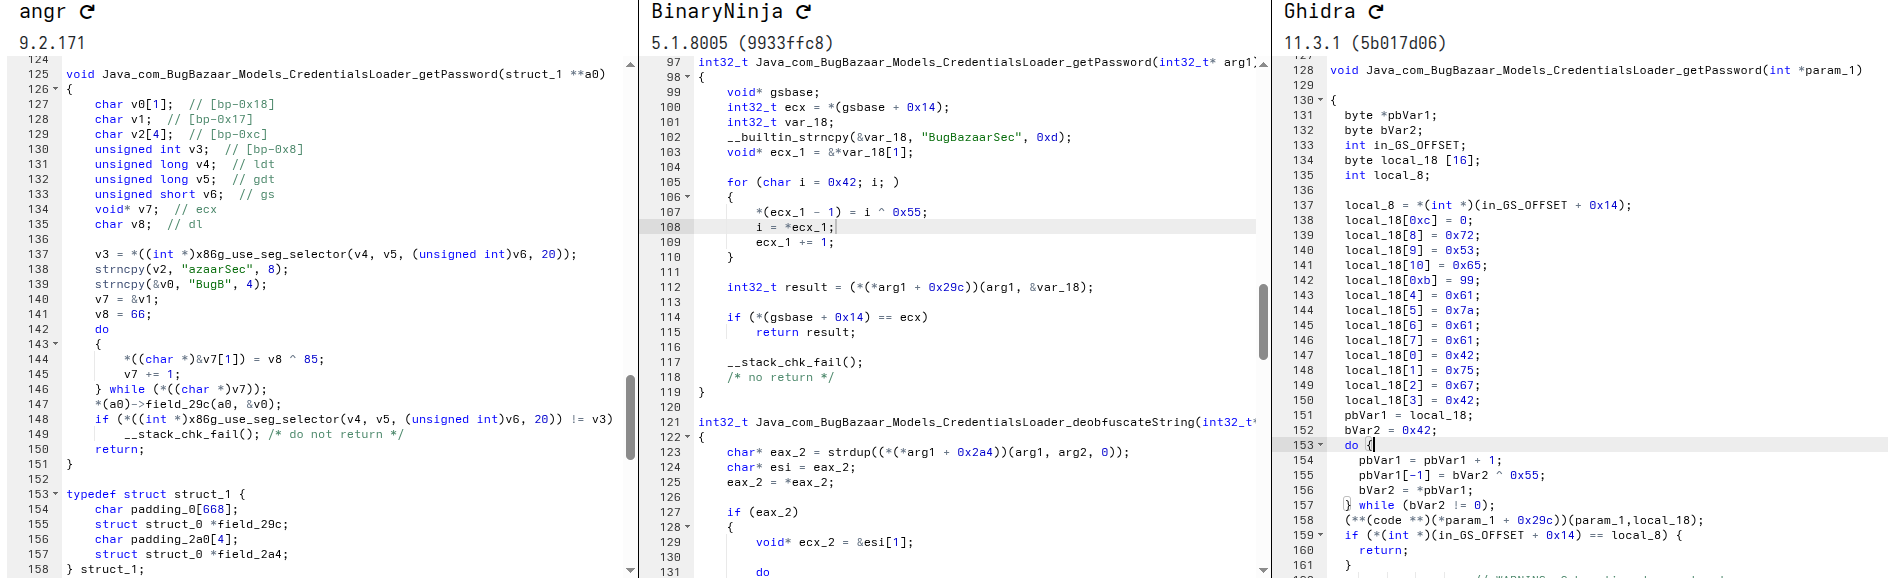 angr
9.2.171
124
125 void Java_com_BugBazaar_Models_CredentialsLoader_getPassword(struct_1 **a0)
126 {
127     char v0[1];  // [bp-0x18]
128     char v1;  // [bp-0x17]
129     char v2[4];  // [bp-0xc]
130     unsigned int v3;  // [bp-0x8]
131     unsigned long v4;  // ldt
132     unsigned long v5;  // gdt
133     unsigned short v6;  // gs
134     void* v7;  // ecx
135     char v8;  // dl
136
137     v3 = *((int *)x86g_use_seg_selector(v4, v5, (unsigned int)v6, 20));
138     strncpy(v2, "azaarSec", 8);
139     strncpy(&v0, "BugB", 4);
140     v7 = &v1;
141     v8 = 66;
142     do
143     {
144         *((char *)&v7[1]) = v8 ^ 85;
145         v7 += 1;
146     } while (*((char *)v7));
147     *(a0)->field_29c(a0, &v0);
148     if (*((int *)x86g_use_seg_selector(v4, v5, (unsigned int)v6, 20)) != v3)
149         __stack_chk_fail(); /* do not return */
150     return;
151 }
152
153 typedef struct struct_1 {
154     char padding_0[668];
155     struct struct_0 *field_29c;
156     char padding_2a0[4];
157     struct struct_0 *field_2a4;
158 } struct_1;
BinaryNinja
5.1.8005 (9933ffc8)
97 int32_t Java_com_BugBazaar_Models_CredentialsLoader_getPassword(int32_t* arg1)
98 {
99     void* gsbase;
100     int32_t ecx = *(gsbase + 0x14);
101     int32_t var_18;
102     __builtin_strncpy(&var_18, "BugBazaarSec", 0xd);
103     void* ecx_1 = &*var_18[1];
104
105     for (char i = 0x42; i; )
106     {
107         *(ecx_1 - 1) = i ^ 0x55;
108         i = *ecx_1;
109         ecx_1 += 1;
110     }
111
112     int32_t result = (*(*arg1 + 0x29c))(arg1, &var_18);
113
114     if (*(gsbase + 0x14) == ecx)
115         return result;
116
117     __stack_chk_fail();
118     /* no return */
119 }
120
121 int32_t Java_com_BugBazaar_Models_CredentialsLoader_deobfuscateString(int32_t*
122 {
123     char* eax_2 = strdup((*(*arg1 + 0x2a4))(arg1, arg2, 0));
124     char* esi = eax_2;
125     eax_2 = *eax_2;
126
127     if (eax_2)
128     {
129         void* ecx_2 = &esi[1];
130
131         do
Ghidra
11.3.1 (5b017d06)
127
128 void Java_com_BugBazaar_Models_CredentialsLoader_getPassword(int *param_1)
129
130 {
131   byte *pbVar1;
132   byte bVar2;
133   int in_GS_OFFSET;
134   byte local_18 [16];
135   int local_8;
136
137   local_8 = *(int *)(in_GS_OFFSET + 0x14);
138   local_18[0xc] = 0;
139   local_18[8] = 0x72;
140   local_18[9] = 0x53;
141   local_18[10] = 0x65;
142   local_18[0xb] = 99;
143   local_18[4] = 0x61;
144   local_18[5] = 0x7a;
145   local_18[6] = 0x61;
146   local_18[7] = 0x61;
147   local_18[0] = 0x42;
148   local_18[1] = 0x75;
149   local_18[2] = 0x67;
150   local_18[3] = 0x42;
151   pbVar1 = local_18;
152   bVar2 = 0x42;
153   do {
154     pbVar1 = pbVar1 + 1;
155     pbVar1[-1] = bVar2 ^ 0x55;
156     bVar2 = *pbVar1;
157   } while (bVar2 != 0);
158   (**(code **)(*param_1 + 0x29c))(param_1,local_18);
159   if (*(int *)(in_GS_OFFSET + 0x14) == local_8) {
160     return;
161   }